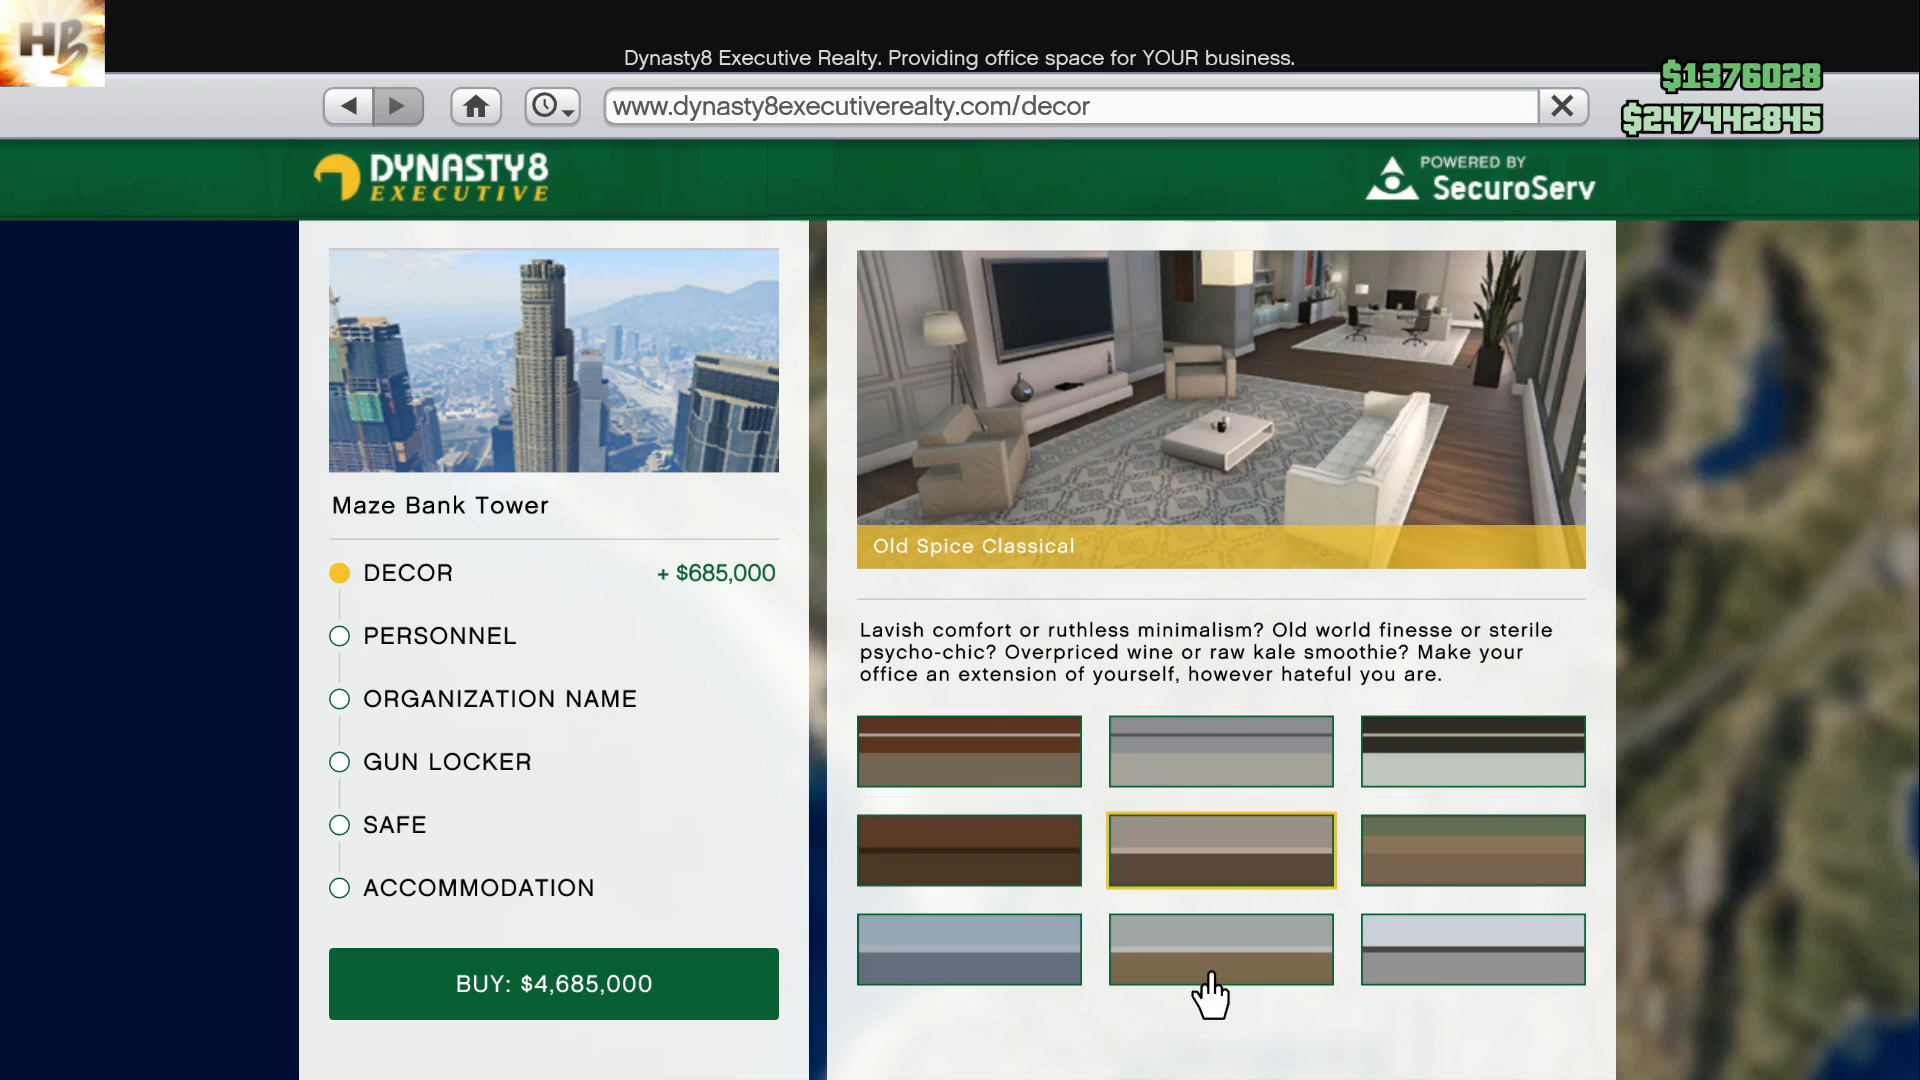 HB
Dynasty8 Executive Realty. Providing office space for YOUR business.
$1376028
www.dynasty8executiverealty.com/decor
$247442845
DYNASTY8
EXECUTIVE
POWERED BY
SecuroServ
Maze Bank Tower
DECOR + $685,000
PERSONNEL
ORGANIZATION NAME
GUN LOCKER
SAFE
ACCOMMODATION
BUY: $4,685,000
Old Spice Classical
Lavish comfort or ruthless minimalism? Old world finesse or sterile
psycho-chic? Overpriced wine or raw kale smoothie? Make your
office an extension of yourself, however hateful you are.